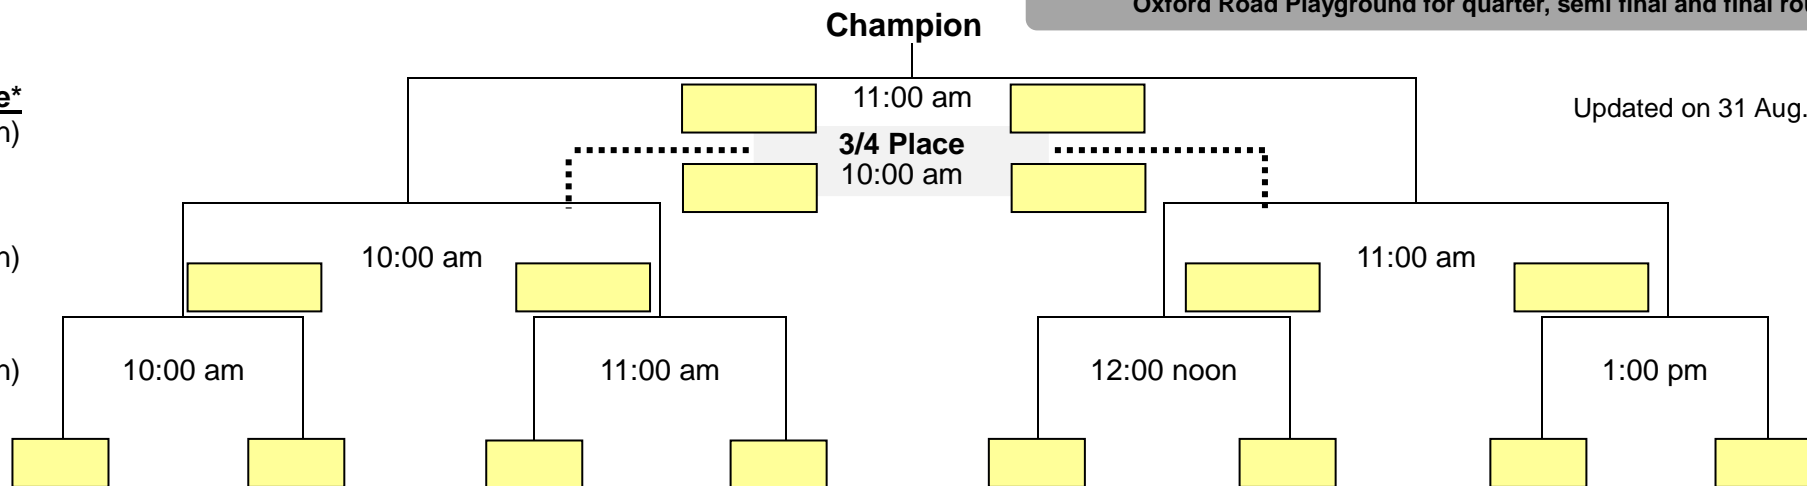 Oxford Road Playground for quarter, semi final and final rou
Champion
e*
11:00 am
Updated on 31 Aug.
n)
3/4 Place
10:00 am
n)
10:00 am
11:00 am
n)
10:00 am
11:00 am
12:00 noon
1:00 pm